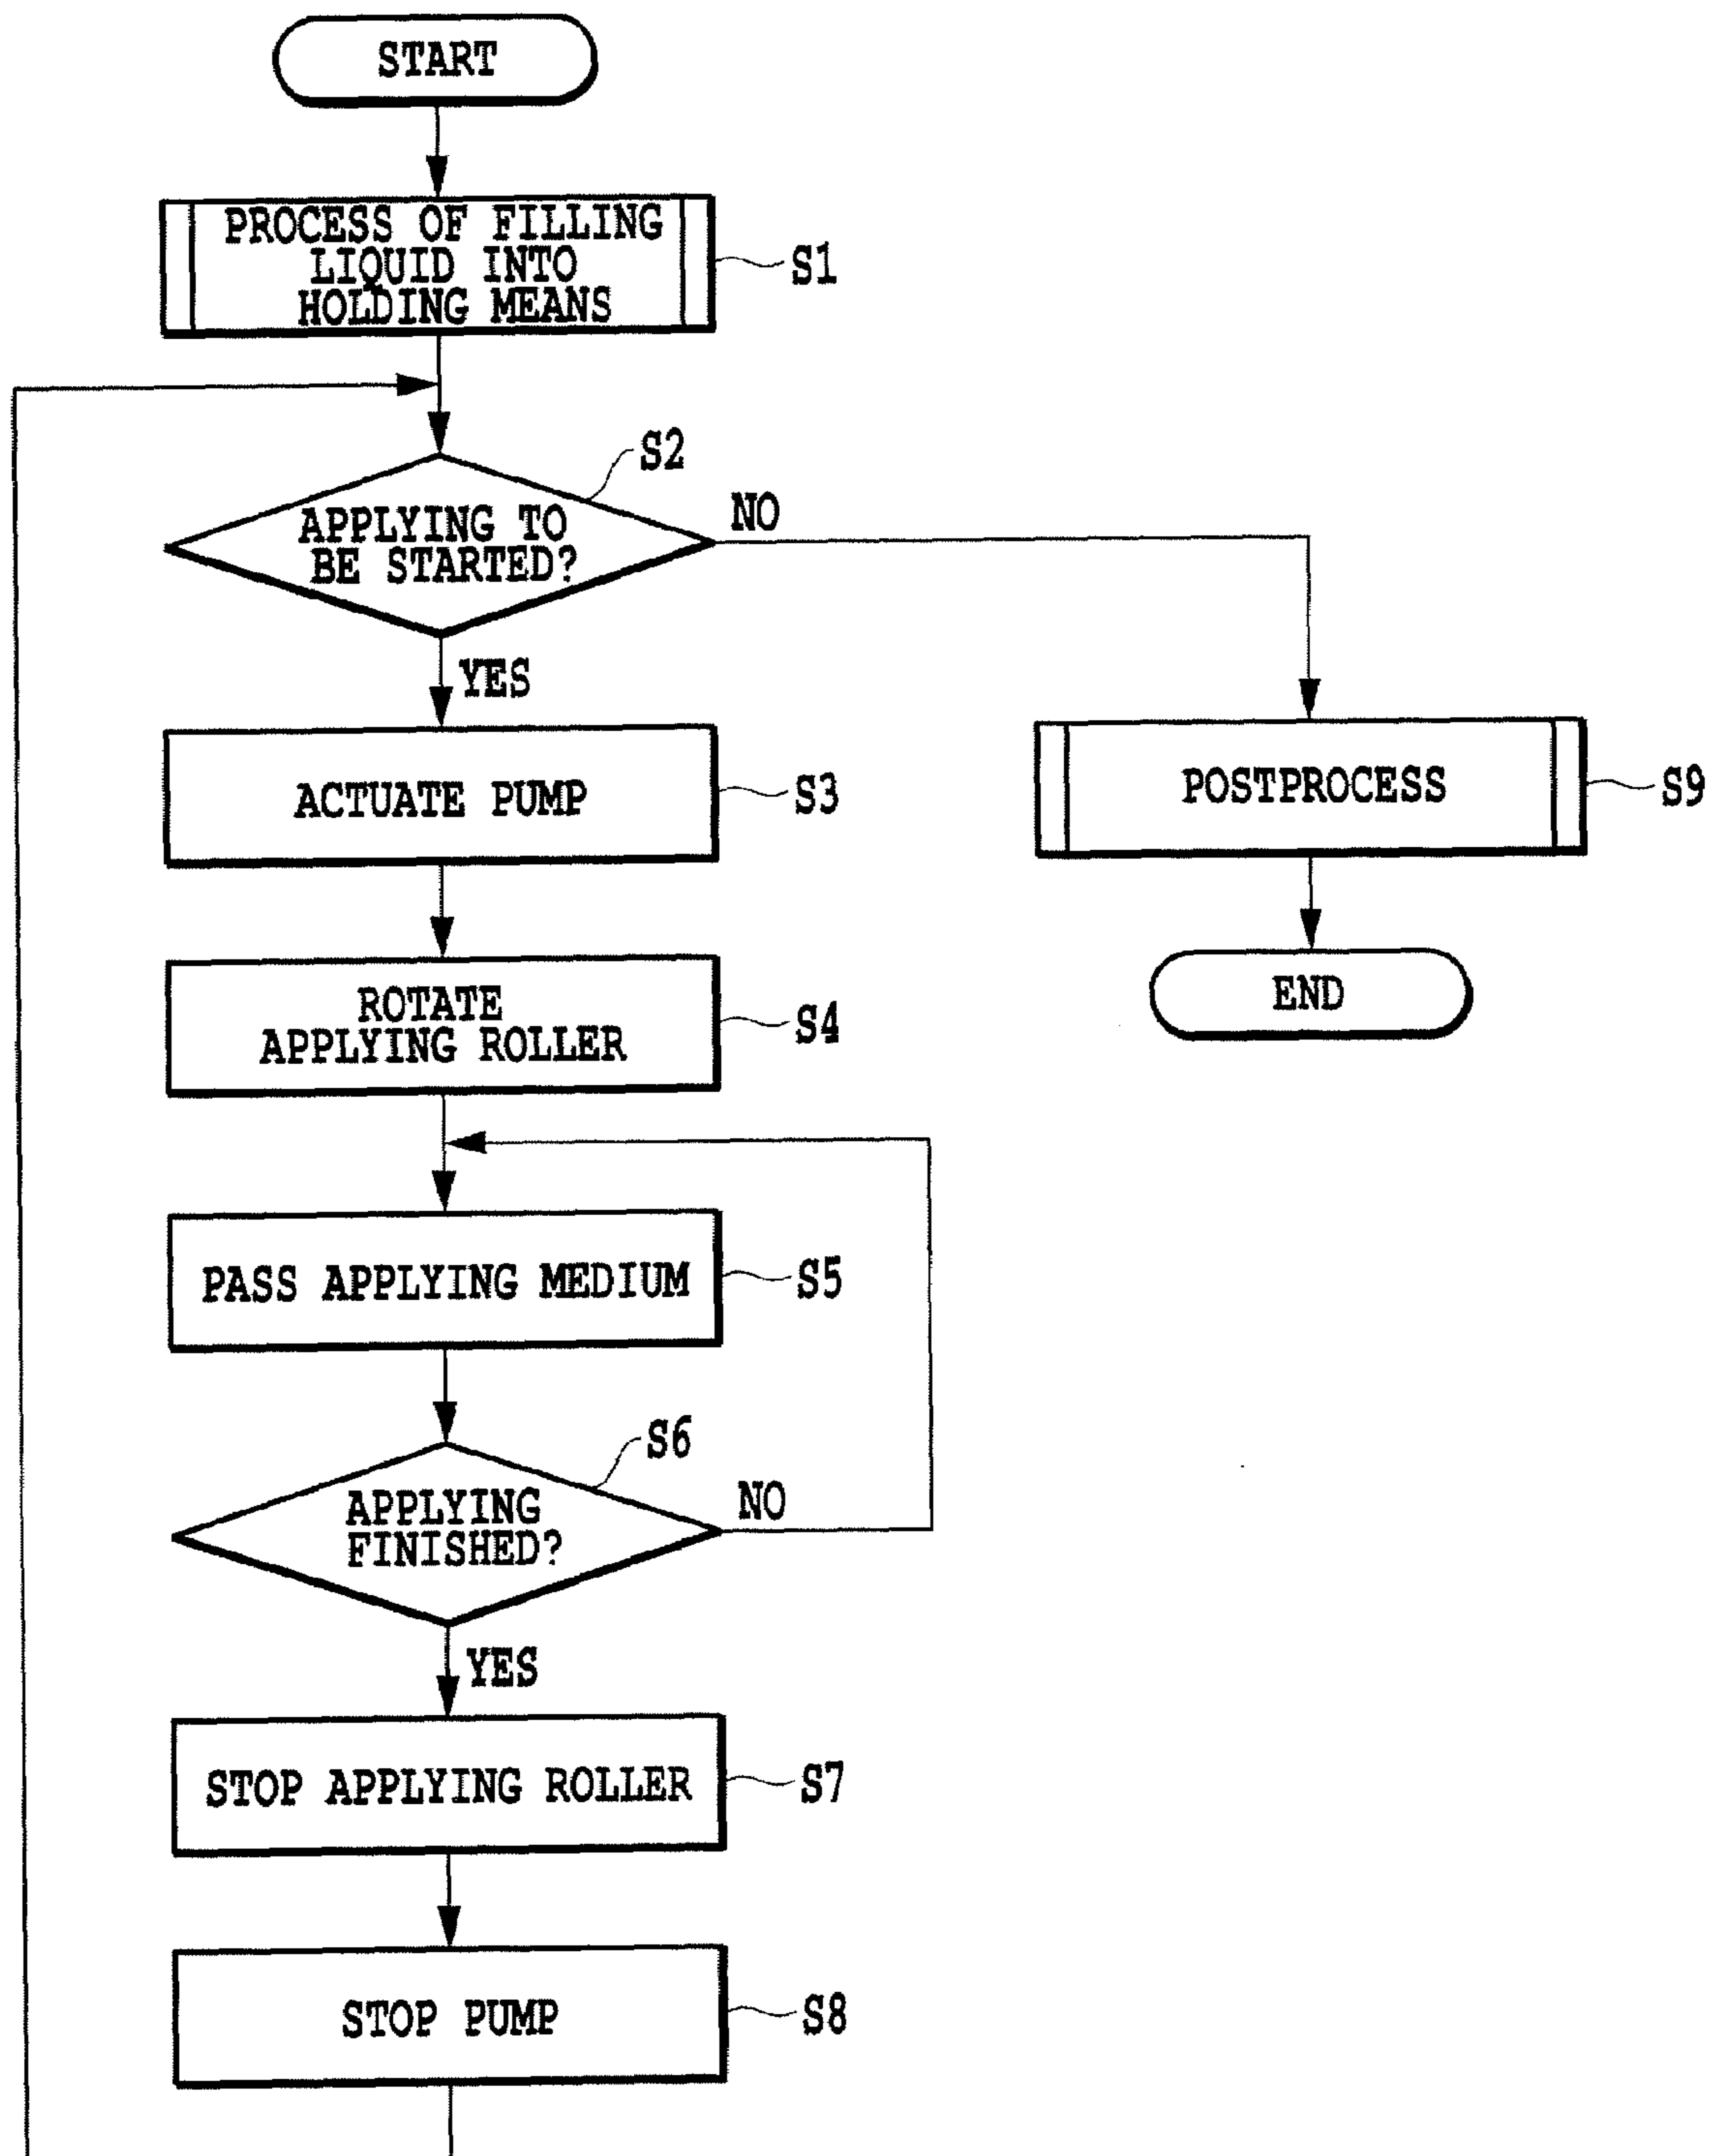 START
PROCESS OF FILLING
LIQUID INTO
HOLDING MEANS
S1
S2
APPLYING TO
BE STARTED?
NO
YES
ACTUATE PUMP
S3
POSTPROCESS
S9
ROTATE
APPLYING ROLLER
S4
END
PASS APPLYING MEDIUM
S5
S6
APPLYING
FINISHED?
NO
YES
STOP APPLYING ROLLER
S7
STOP PUMP
S8